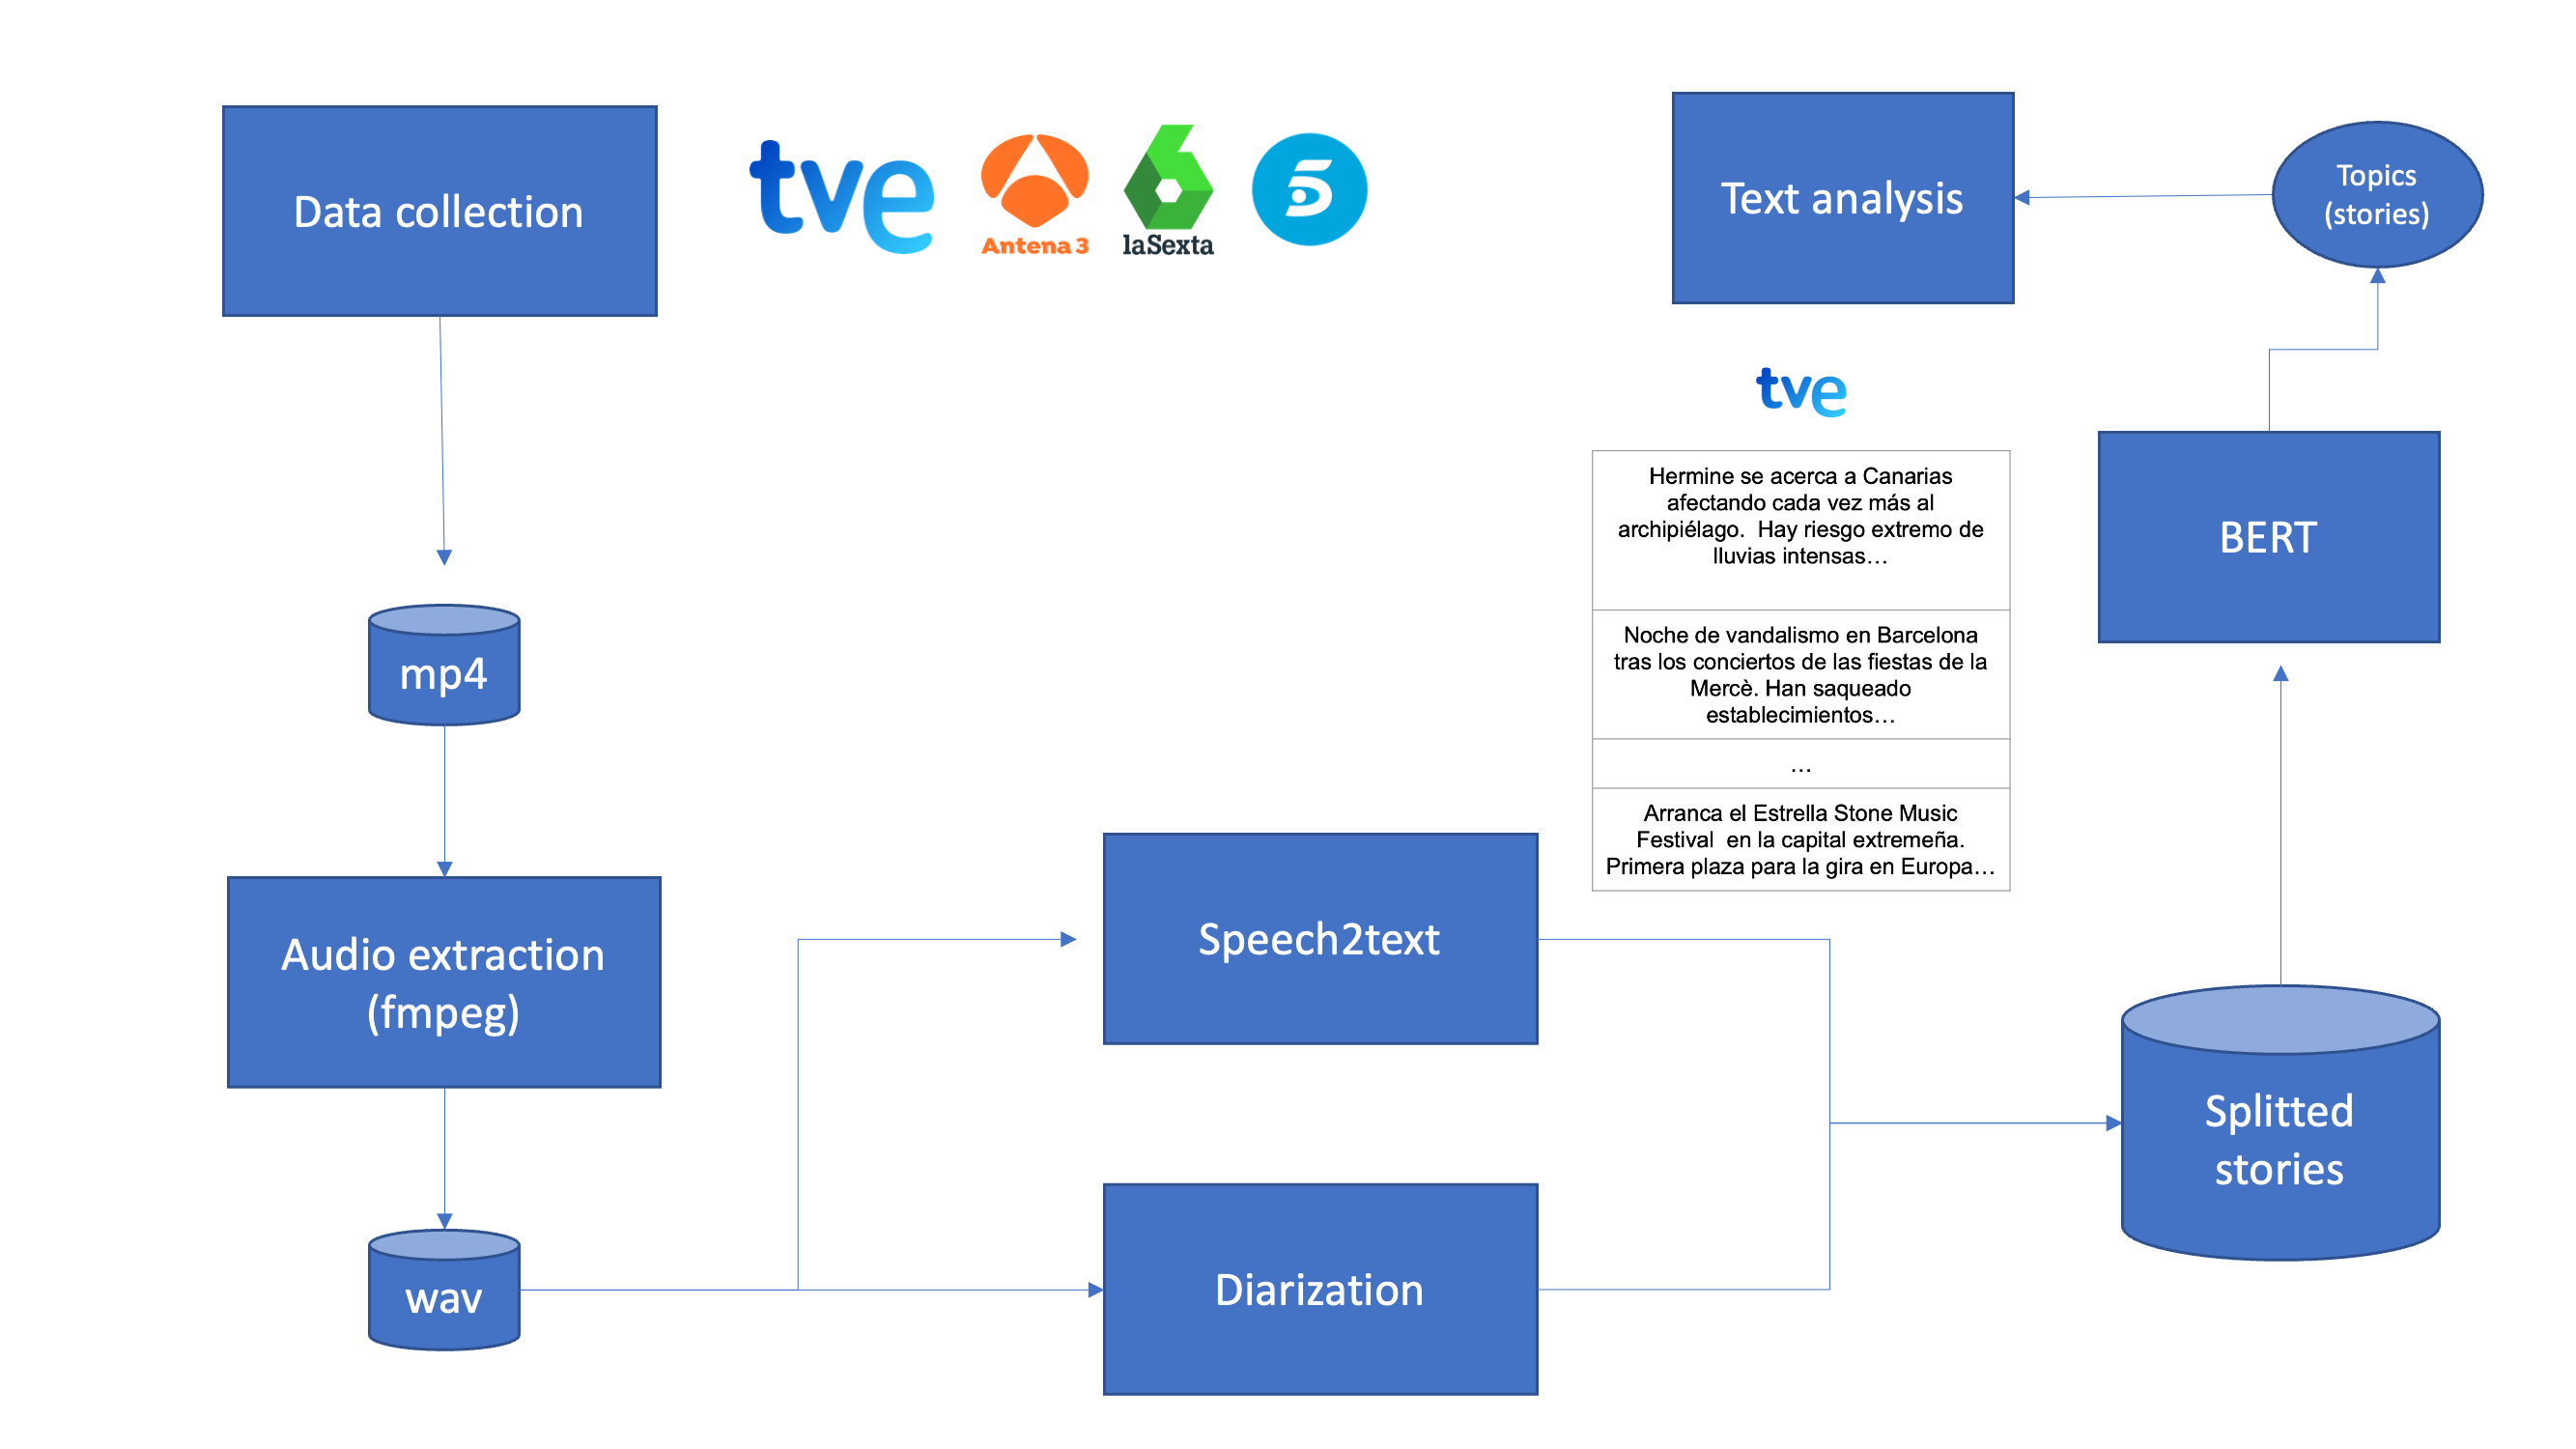 Data collection
tve
Antena 3
laSexta
5
Text analysis
Topics
(stories)
tve
Hermine se acerca a Canarias
afectando cada vez más al
archipiélago.  Hay riesgo extremo de
lluvias intensas…
Noche de vandalismo en Barcelona
tras los conciertos de las fiestas de la
Mercè. Han saqueado
establecimientos…
…
Arranca el Estrella Stone Music
Festival  en la capital extremeña.
Primera plaza para la gira en Europa…
BERT
mp4
Audio extraction
(fmpeg)
Speech2text
Splitted
stories
wav
Diarization